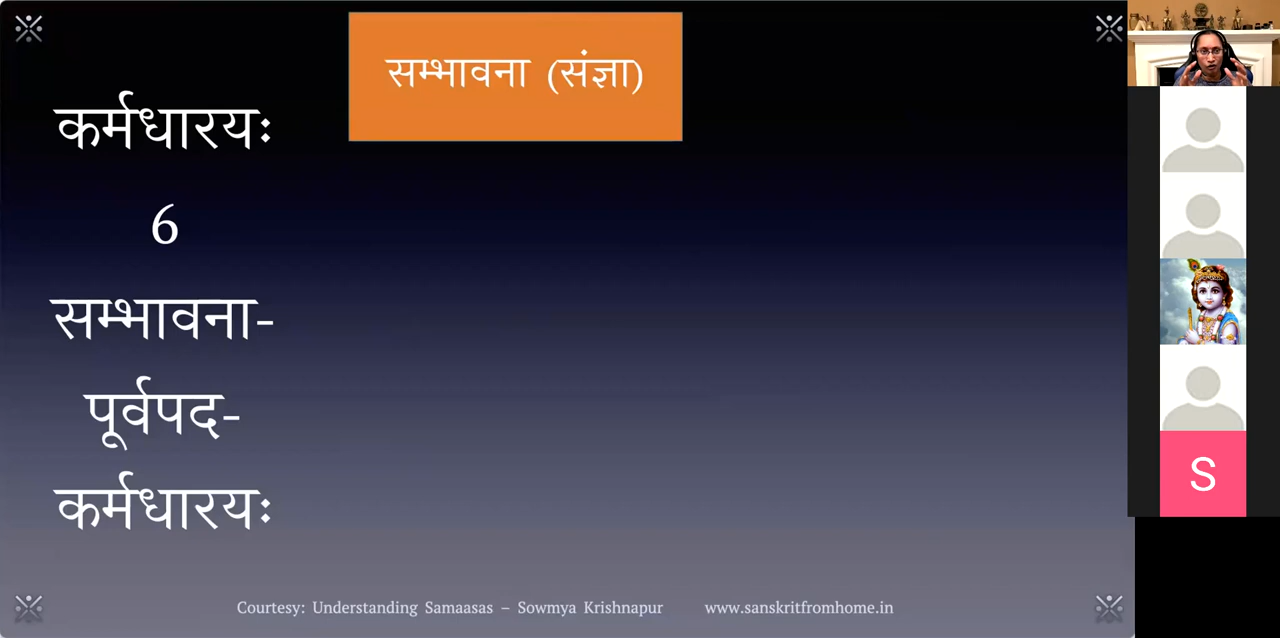 सम्भावना (संज्ञा)
कर्मधारयः
6
सम्भावना-
पूर्वपद-
कर्मधारयः
Courtesy: Understanding Samaasas – Sowmya Krishnapur www.sanskritfromhome.in
S